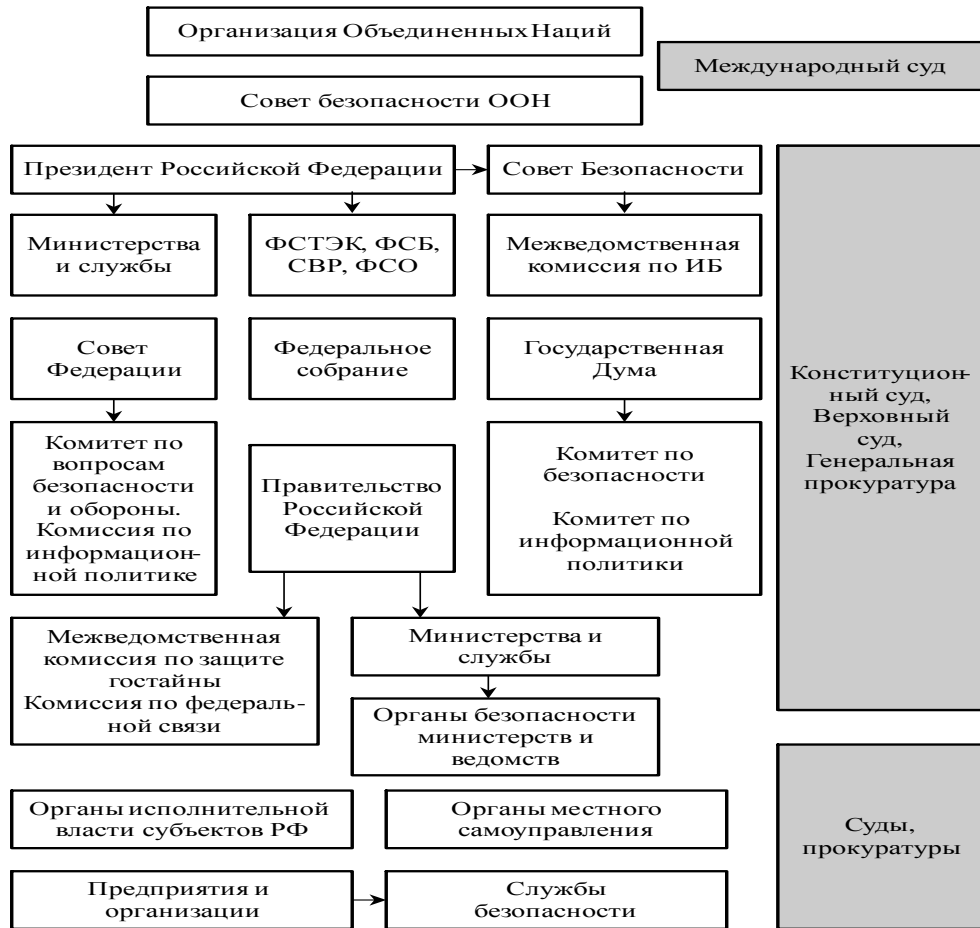 Организация Объединенных Наций
Международный суд
Совет безопасности ООН
Президент Российской Федерации
Совет Безопасности
Министерства
и службы
ФСТЭК, ФСБ,
СВР, ФСО
Межведомственная
комиссия по ИБ
Совет
Федерации
Федеральное
собрание
Государственная
Дума
Конституцион-
ный суд,
Верховный
суд,
Генеральная
прокуратура
Комитет по
вопросам
безопасности
и обороны.
Комиссия по
информацион-
ной политике
Правительство
Российской
Федерации
Комитет по
безопасности
Комитет по
информационной
политики
Межведомственная
комиссия по защите
гостайны
Комиссия по федераль-
ной связи
Министерства и
службы
Органы безопасности
министерств и
ведомств
Органы исполнительной
власти субъектов РФ
Органы местного
самоуправления
Суды,
прокуратуры
Предприятия и
организации
Службы
безопасности